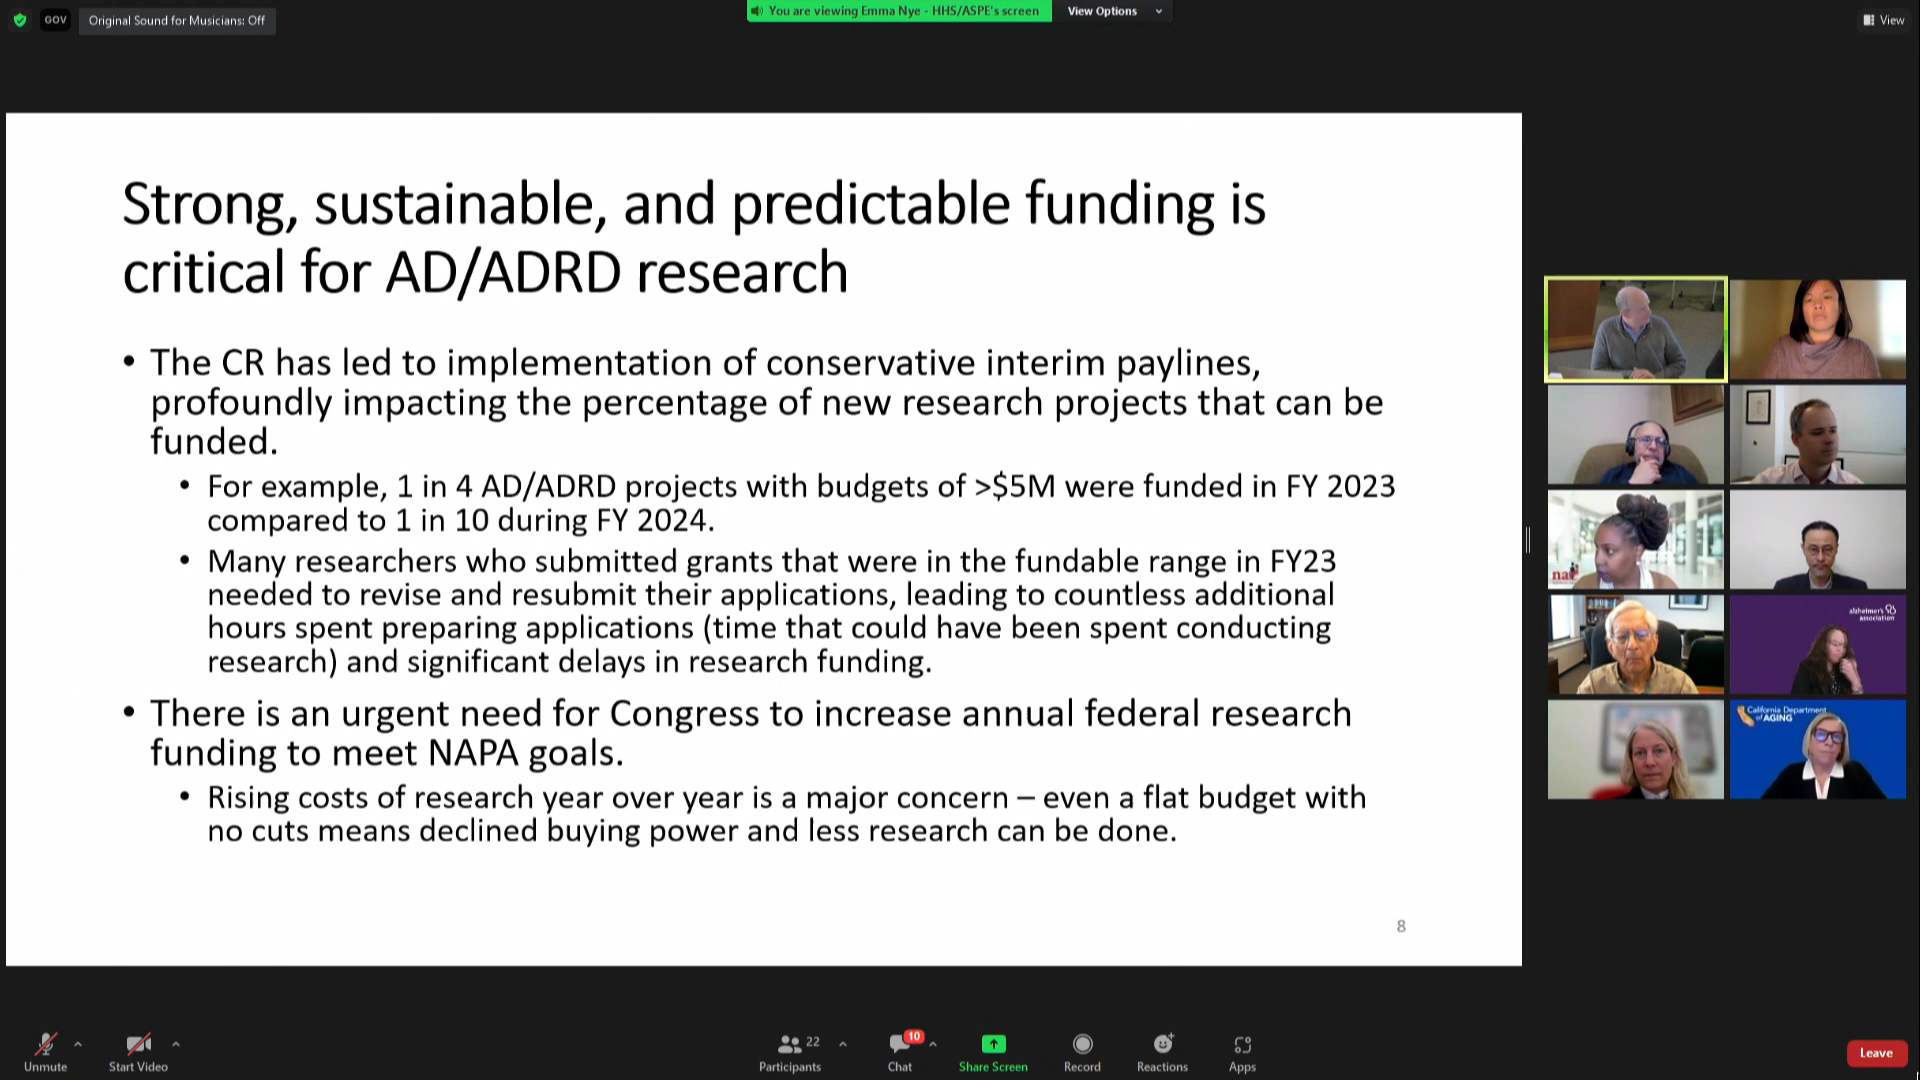 GOV
Original Sound for Musicians: Off
You are viewing Emma Nye - HHS/ASPE's screen
View Options
View
Strong, sustainable, and predictable funding is
critical for AD/ADRD research
• The CR has led to implementation of conservative interim paylines,
profoundly impacting the percentage of new research projects that can be
funded.
• For example, 1 in 4 AD/ADRD projects with budgets of >$5M were funded in FY 2023
compared to 1 in 10 during FY 2024.
• Many researchers who submitted grants that were in the fundable range in FY23
needed to revise and resubmit their applications, leading to countless additional
hours spent preparing applications (time that could have been spent conducting
research) and significant delays in research funding.
• There is an urgent need for Congress to increase annual federal research
funding to meet NAPA goals.
• Rising costs of research year over year is a major concern – even a flat budget with
no cuts means declined buying power and less research can be done.
8
alzheimer's
association
California Department
of AGING
Unmute
Start Video
22
Participants
10
Chat
Share Screen
Record
Reactions
Apps
Leave